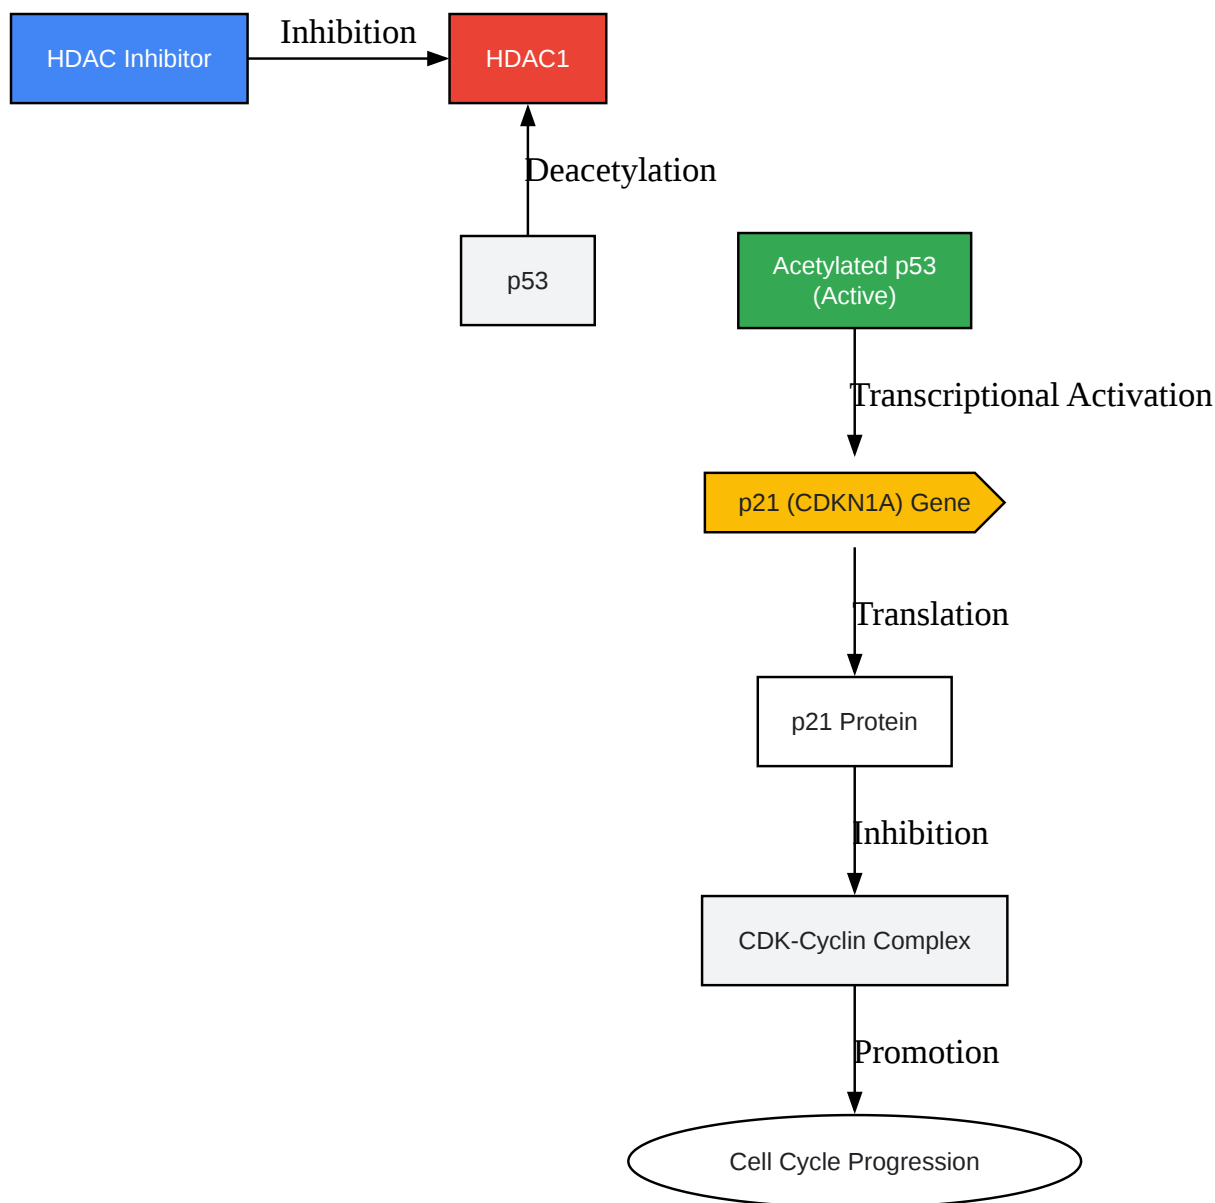 HDAC Inhibitor
Inhibition
HDAC1
Deacetylation
p53
Acetylated p53
(Active)
Transcriptional Activation
p21 (CDKN1A) Gene
Translation
p21 Protein
Inhibition
CDK-Cyclin Complex
Promotion
Cell Cycle Progression